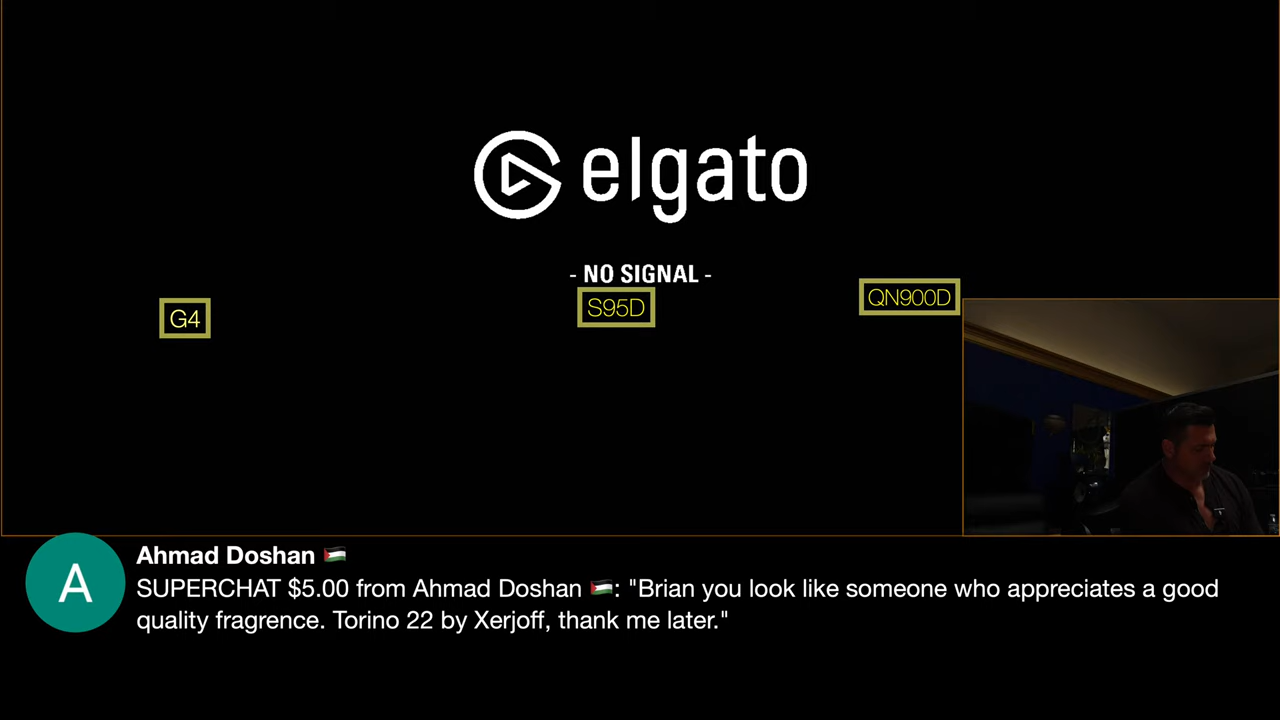 elgato
- NO SIGNAL -
G4
S95D
QN900D
A
Ahmad Doshan 🇵🇸
SUPERCHAT $5.00 from Ahmad Doshan 🇵🇸: "Brian you look like someone who appreciates a good
quality fragrence. Torino 22 by Xerjoff, thank me later."